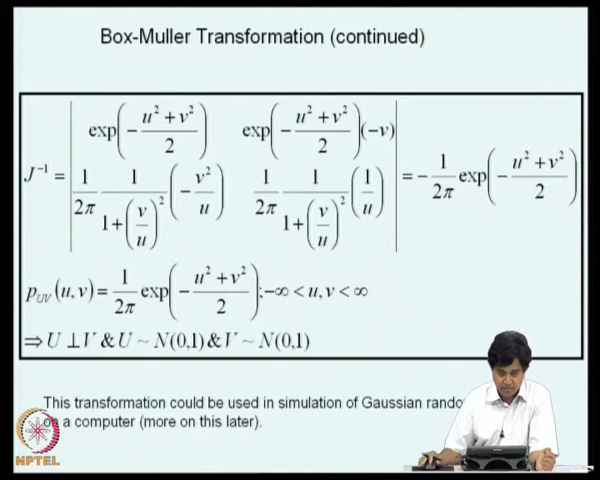 Box-Muller Transformation (continued)
J⁻¹ = | exp(−(u²+v²)/2)  exp(−(u²+v²)/2)(−v) ; (1/2π) (1/(1+(v/u)²)) (−v²/u)  (1/2π) (1/(1+(v/u)²)) (1/u) | = −(1/2π) exp(−(u²+v²)/2)
p_UV(u,v) = (1/2π) exp(−(u²+v²)/2); −∞ < u,v < ∞
⇒ U ⊥ V & U ~ N(0,1) & V ~ N(0,1)
This transformation could be used in simulation of Gaussian
a computer (more on this later).
NPTEL